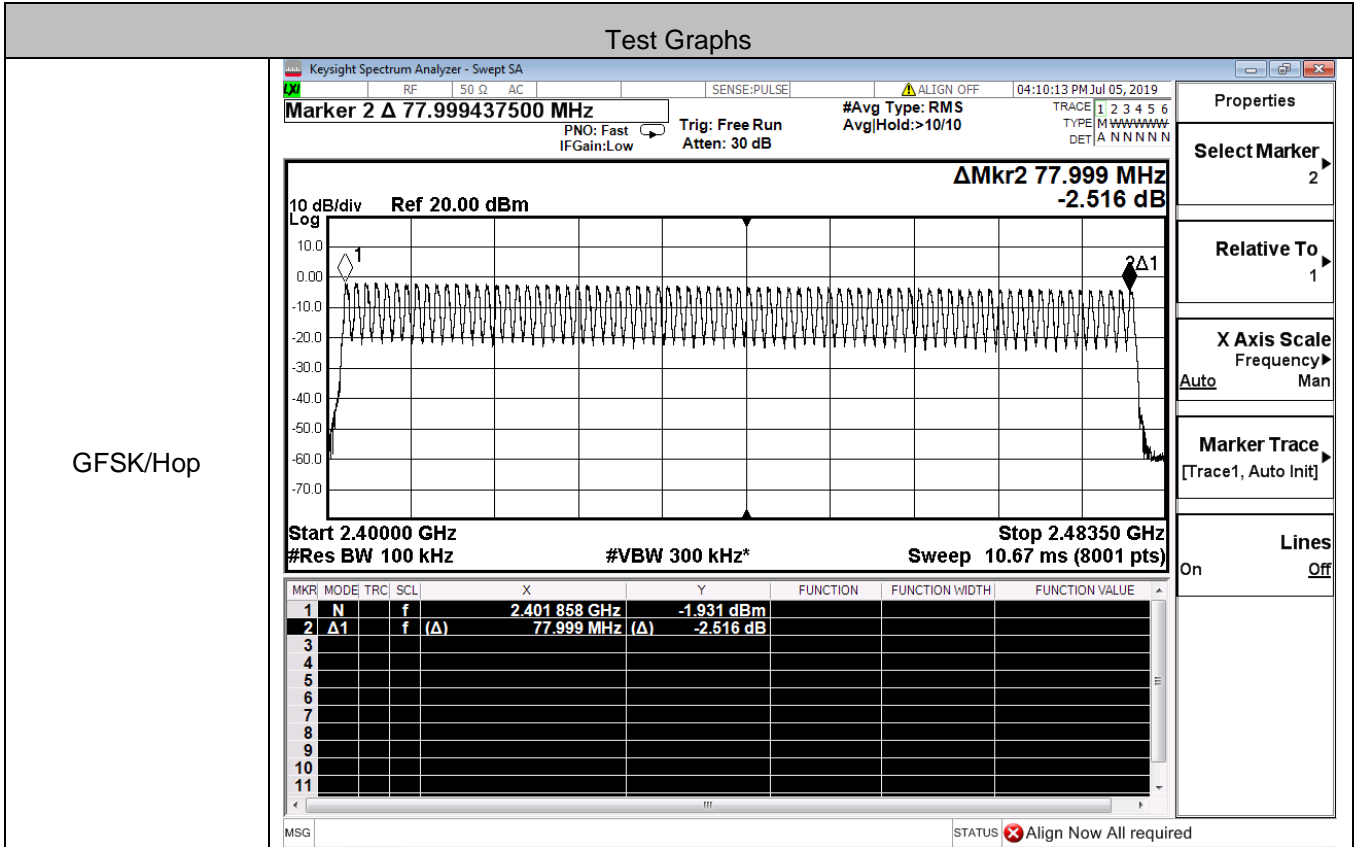 Test Graphs
GFSK/Hop
Keysight Spectrum Analyzer - Swept SA
LXI RF 50 Ω AC SENSE:PULSE ALIGN OFF 04:10:13 PM Jul 05, 2019
Marker 2 Δ 77.999437500 MHz
PNO: Fast
IFGain:Low
Trig: Free Run
Atten: 30 dB
#Avg Type: RMS
Avg|Hold:>10/10
TRACE 1 2 3 4 5 6
TYPE M WWWWW
DET A N N N N N
ΔMkr2 77.999 MHz
-2.516 dB
10 dB/div Ref 20.00 dBm
Log
10.0
0.00
-10.0
-20.0
-30.0
-40.0
-50.0
-60.0
-70.0
1
2Δ1
Start 2.40000 GHz Stop 2.48350 GHz
#Res BW 100 kHz #VBW 300 kHz* Sweep 10.67 ms (8001 pts)
MKR MODE TRC SCL X Y FUNCTION FUNCTION WIDTH FUNCTION VALUE
1 N f 2.401 858 GHz -1.931 dBm
2 Δ1 f (Δ) 77.999 MHz (Δ) -2.516 dB
3
4
5
6
7
8
9
10
11
MSG STATUS Align Now All required
Properties
Select Marker
2
Relative To
1
X Axis Scale
Frequency
Auto Man
Marker Trace
[Trace1, Auto Init]
Lines
On Off